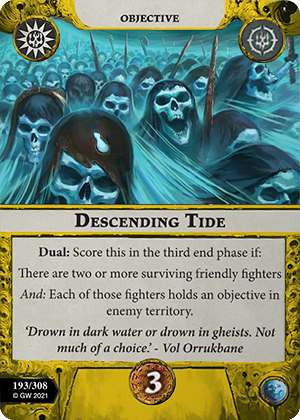 OBJECTIVE
DESCENDING TIDE
Dual: Score this in the third end phase if:
There are two or more surviving friendly fighters
And: Each of those fighters holds an objective in
enemy territory.
'Drown in dark water or drown in gheists. Not
much of a choice.' - Vol Orrukbane
193/308
© GW 2021
3